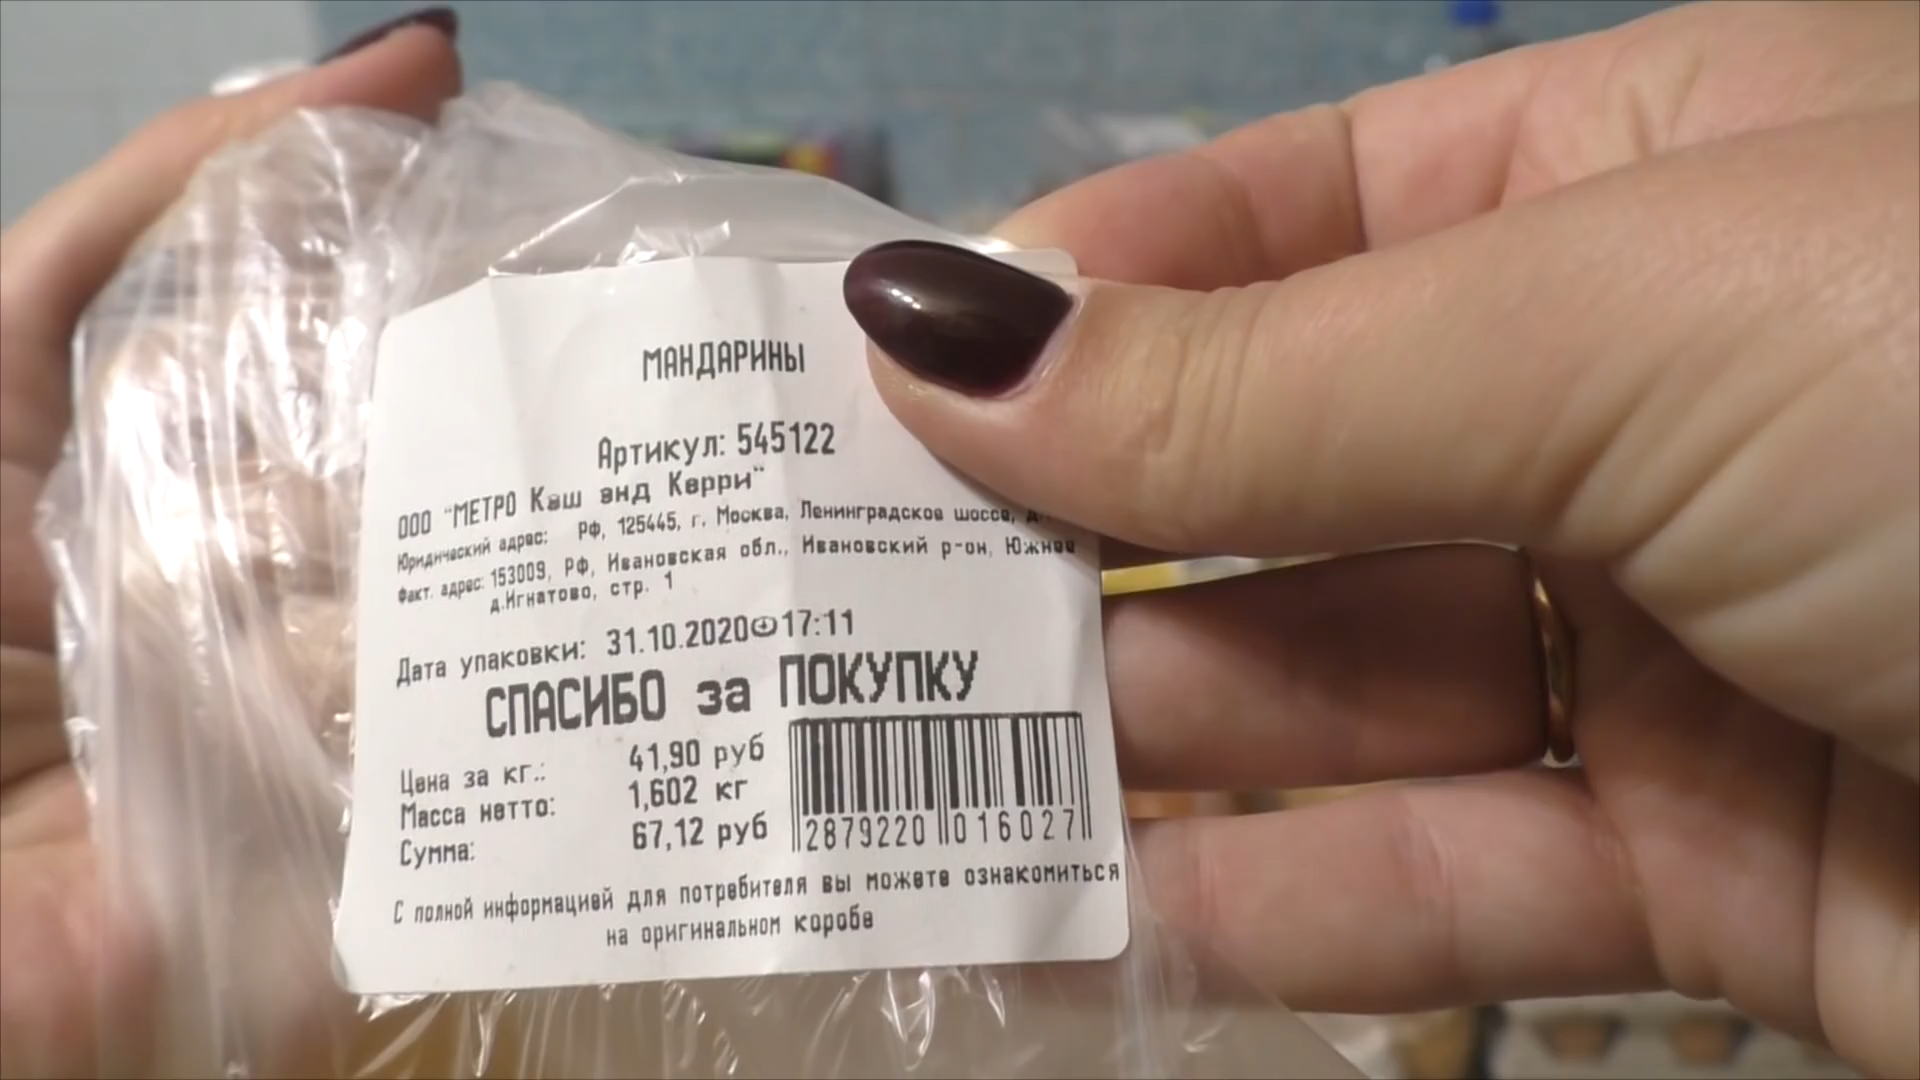 МАНДАРИНЫ
Артикул: 545122
ООО "МЕТРО Кэш энд Керри"
Юридический адрес: РФ, 125445, г. Москва, Ленинградское шоссе,
Факт. адрес: 153009, РФ, Ивановская обл., Ивановский р-он, Южнее
д.Игнатово, стр. 1
Дата упаковки: 31.10.2020 17:11
СПАСИБО за ПОКУПКУ
Цена за кг.: 41,90 руб
Масса нетто: 1,602 кг
Сумма: 67,12 руб
2879220 016027
С полной информацией для потребителя вы можете ознакомиться
на оригинальном коробе